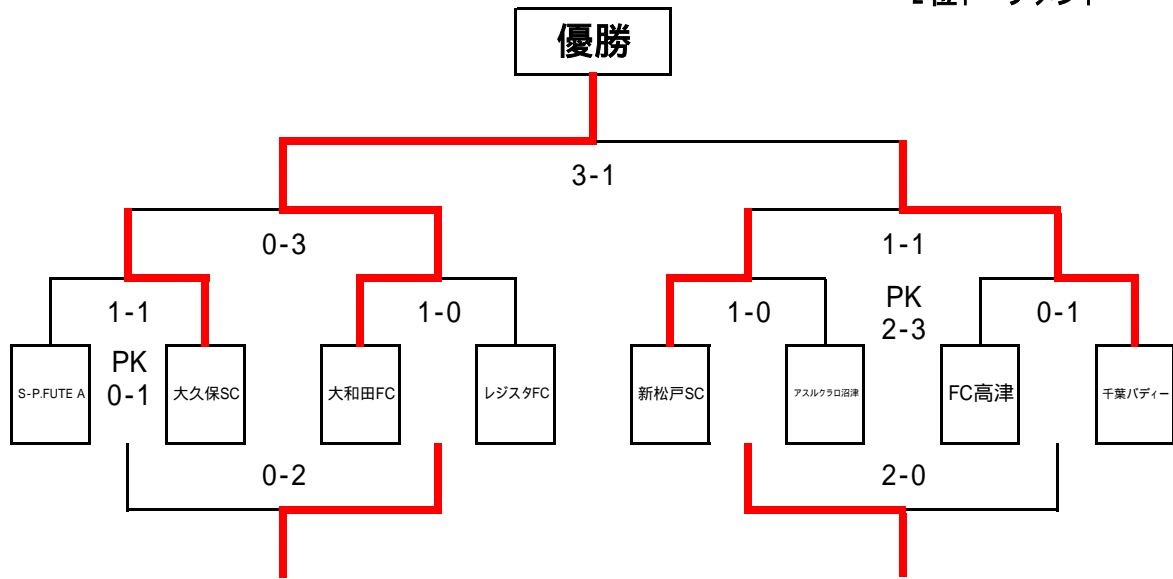 優勝
3-1
0-3
1-1
1-1
1-0
1-0
PK
2-3
0-1
PK
0-1
S-P.FUTE A
大久保SC
大和田FC
レジスタFC
新松戸SC
アスルクラロ沼津
FC高津
千葉バディー
0-2
2-0